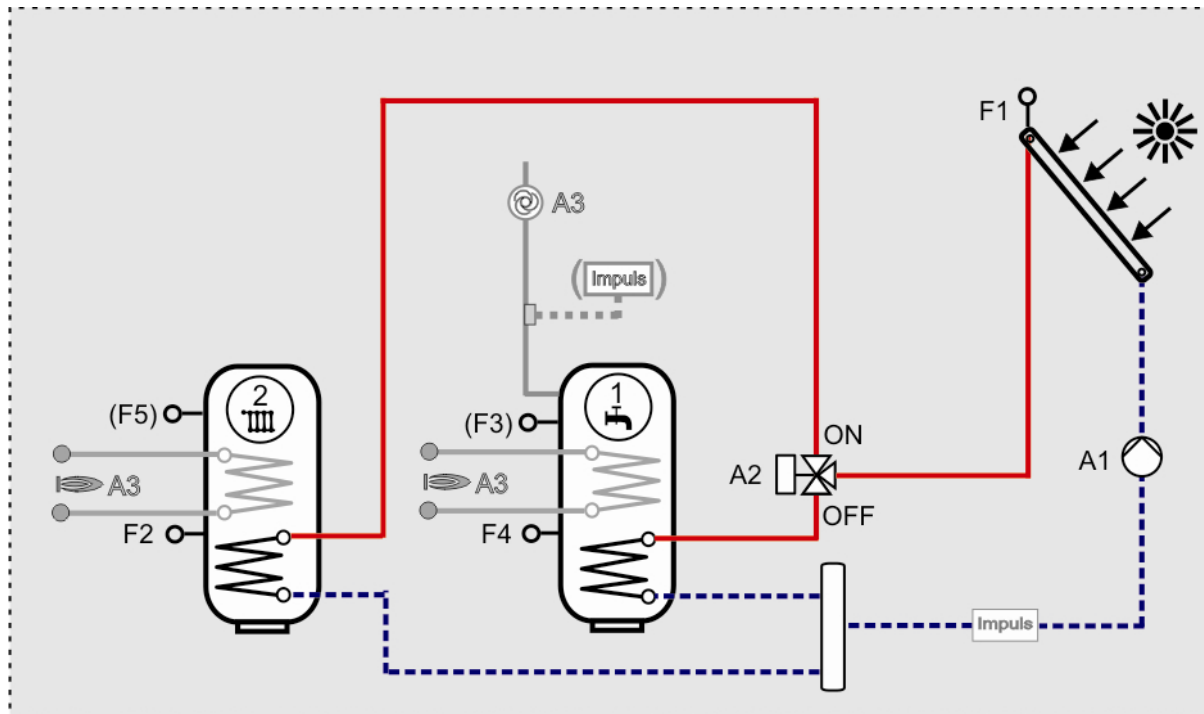 F1
A3
(Impuls)
(F5)
2
(F3)
1
ON
A2
A1
A3
A3
F2
F4
OFF
Impuls